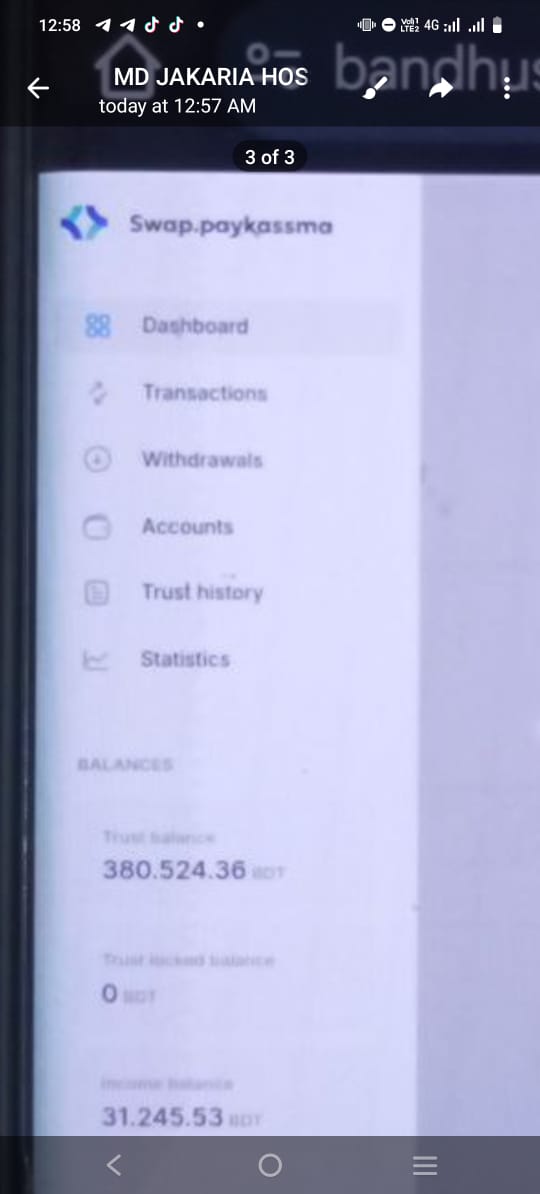 12:58
Vo)) 1
LTE2 4G
bandhus
MD JAKARIA HOS
today at 12:57 AM
3 of 3
Swap.paykassma
Dashboard
Transactions
Withdrawals
Accounts
Trust history
Statistics
BALANCES
Trust balance
380.524.36 BDT
Trust locked balance
0 BDT
Income balance
31.245.53 BDT